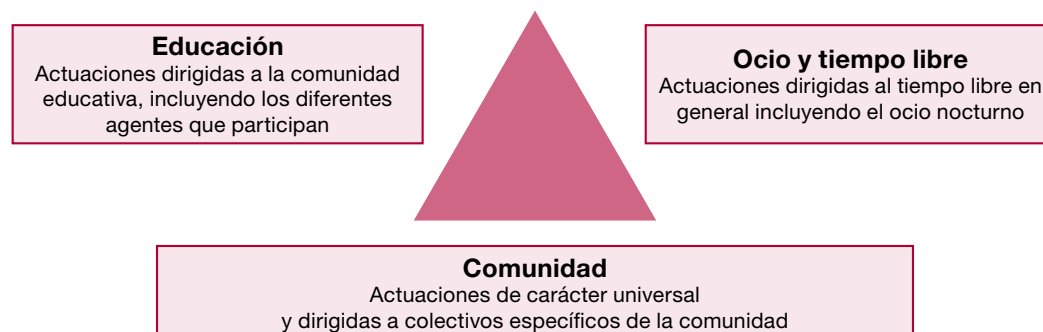 Educación
Actuaciones dirigidas a la comunidad
educativa, incluyendo los diferentes
agentes que participan
Ocio y tiempo libre
Actuaciones dirigidas al tiempo libre en
general incluyendo el ocio nocturno
Comunidad
Actuaciones de carácter universal
y dirigidas a colectivos específicos de la comunidad